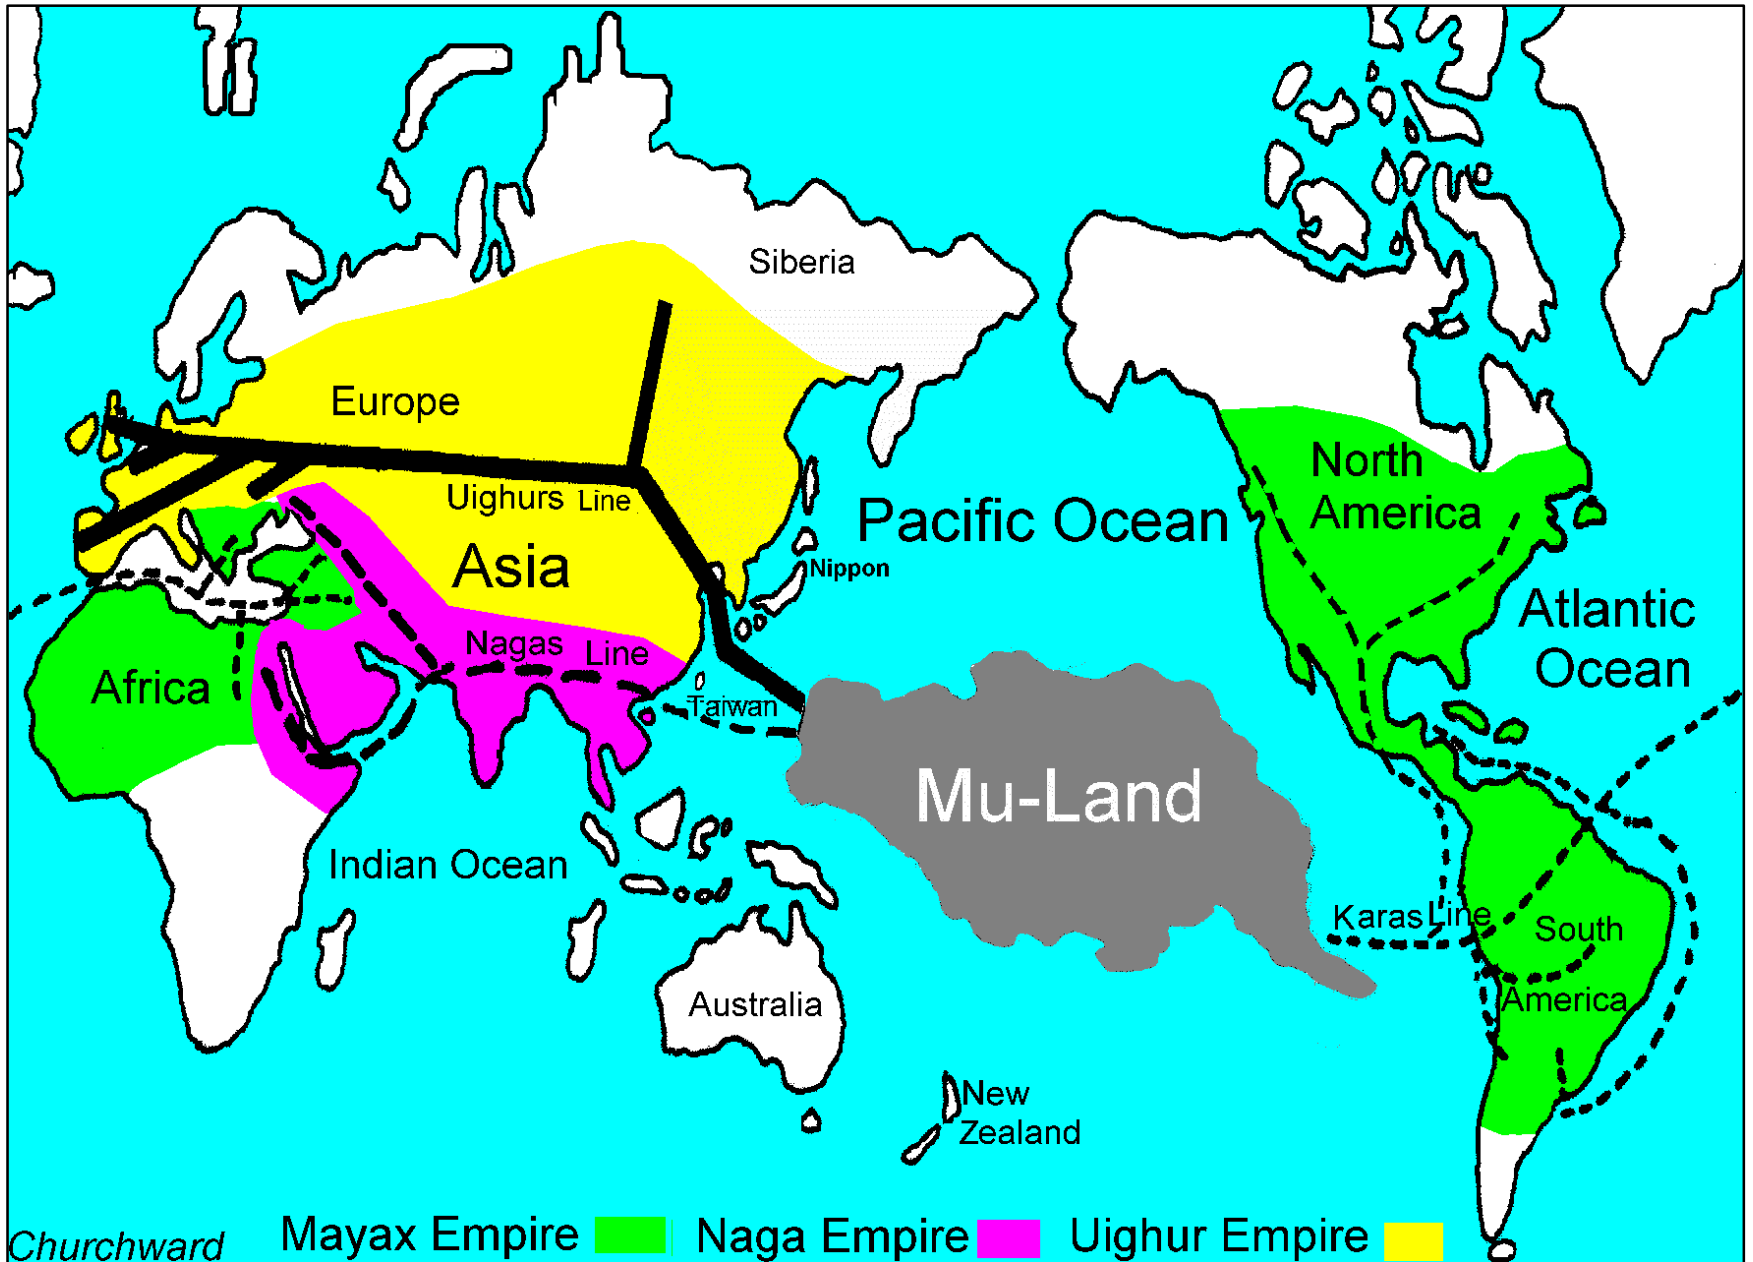 Siberia
Europe
Uighurs Line
Asia
Nippon
Pacific Ocean
North
America
Atlantic
Ocean
Nagas Line
Africa
Taiwan
Mu-Land
Indian Ocean
Karas Line
South
America
Australia
New
Zealand
Churchward
Mayax Empire
Naga Empire
Uighur Empire